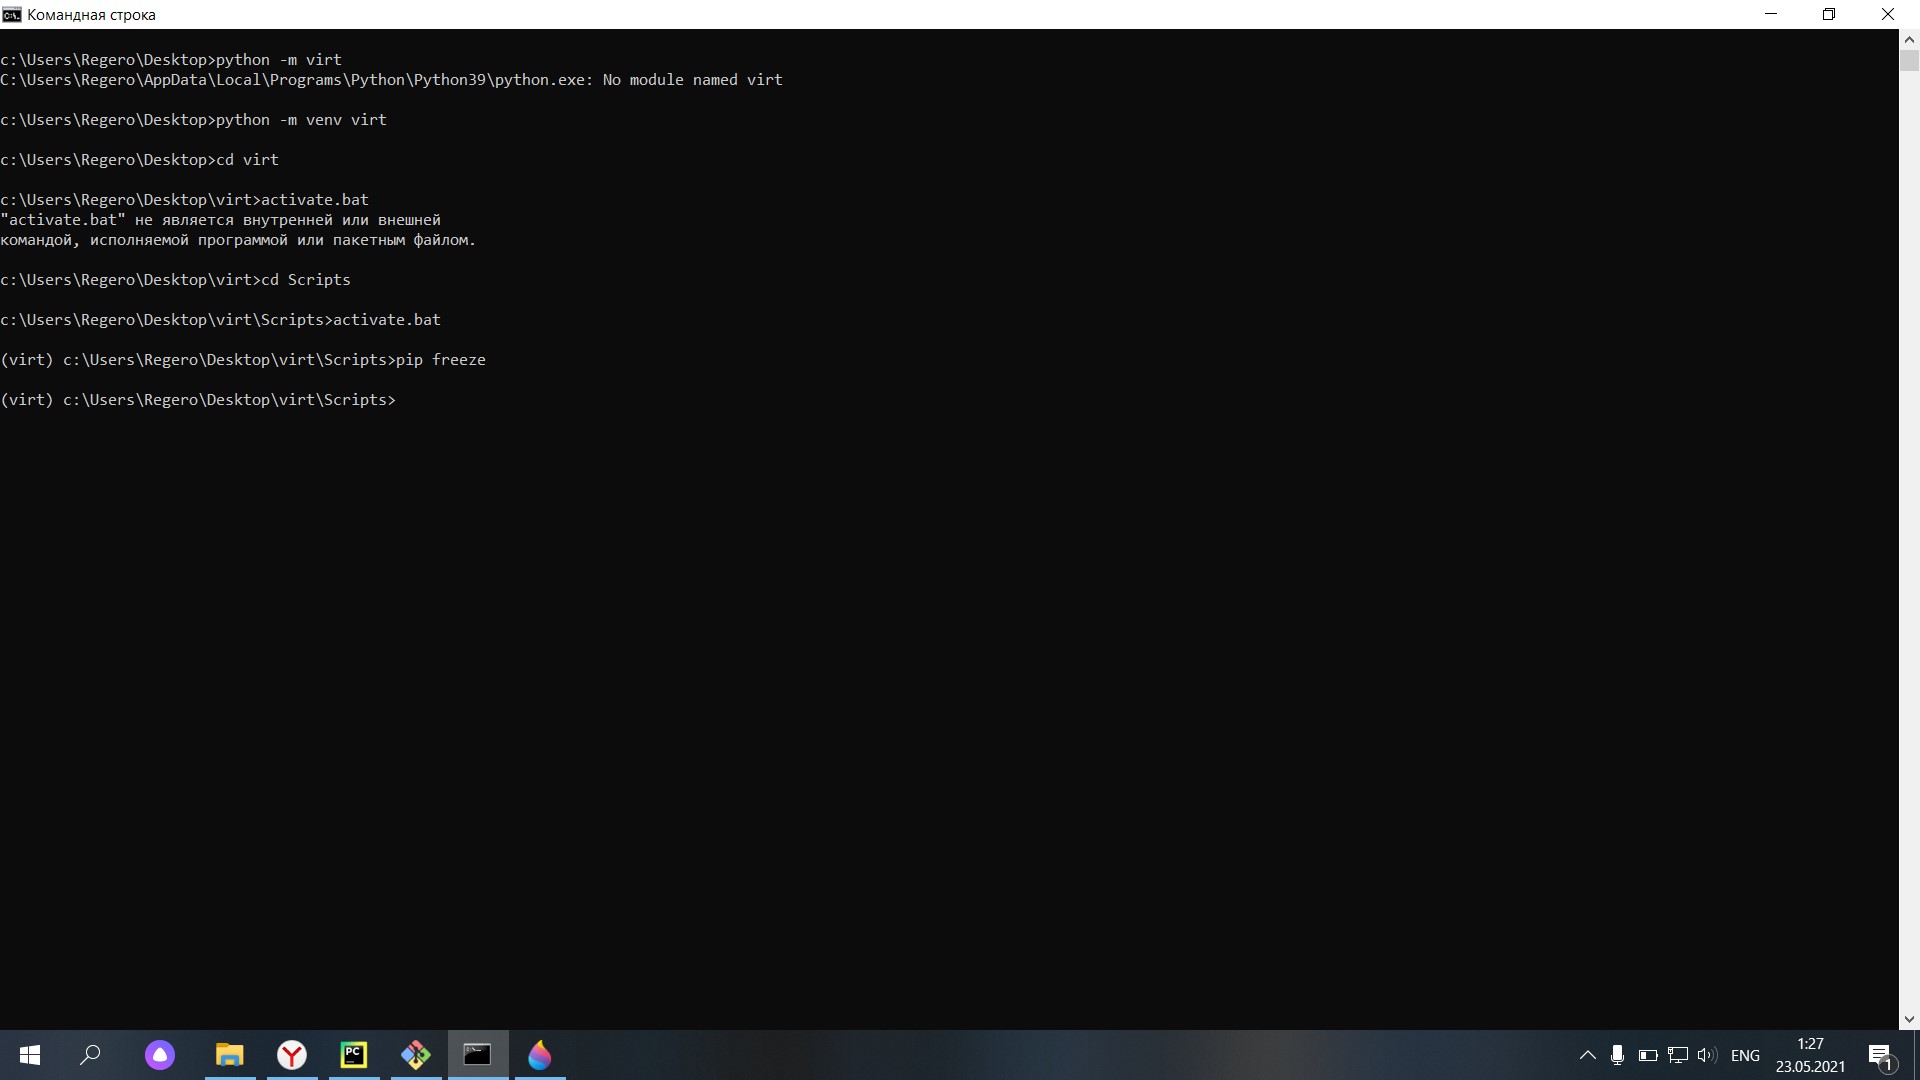 Командная строка
c:\Users\Regero\Desktop>python -m virt
C:\Users\Regero\AppData\Local\Programs\Python\Python39\python.exe: No module named virt
c:\Users\Regero\Desktop>python -m venv virt
c:\Users\Regero\Desktop>cd virt
c:\Users\Regero\Desktop\virt>activate.bat
"activate.bat" не является внутренней или внешней
командой, исполняемой программой или пакетным файлом.
c:\Users\Regero\Desktop\virt>cd Scripts
c:\Users\Regero\Desktop\virt\Scripts>activate.bat
(virt) c:\Users\Regero\Desktop\virt\Scripts>pip freeze
(virt) c:\Users\Regero\Desktop\virt\Scripts>
PC
ENG
1:27
23.05.2021
1